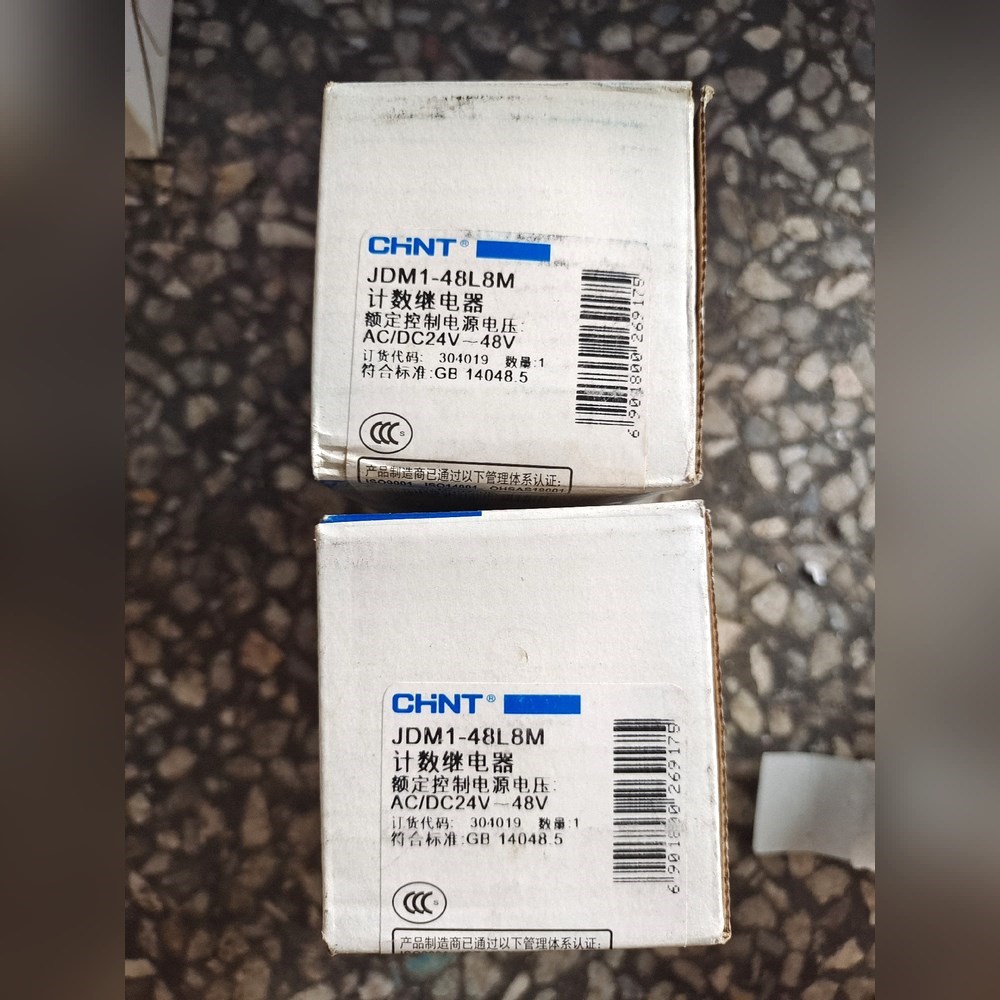 CHNT®
JDM1-48L8M
计数继电器
额定控制电源电压:
AC/DC24V~48V
订货代码: 304019 数量:1
符合标准:GB 14048.5
6901800269175
CCC S
产品制造商已通过以下管理体系认证:
ISO9001 ISO14001 OHSAS18001
CHNT®
JDM1-48L8M
计数继电器
额定控制电源电压:
AC/DC24V~48V
订货代码: 304019 数量:1
符合标准:GB 14048.5
6901800269175
CCC S
产品制造商已通过以下管理体系认证: